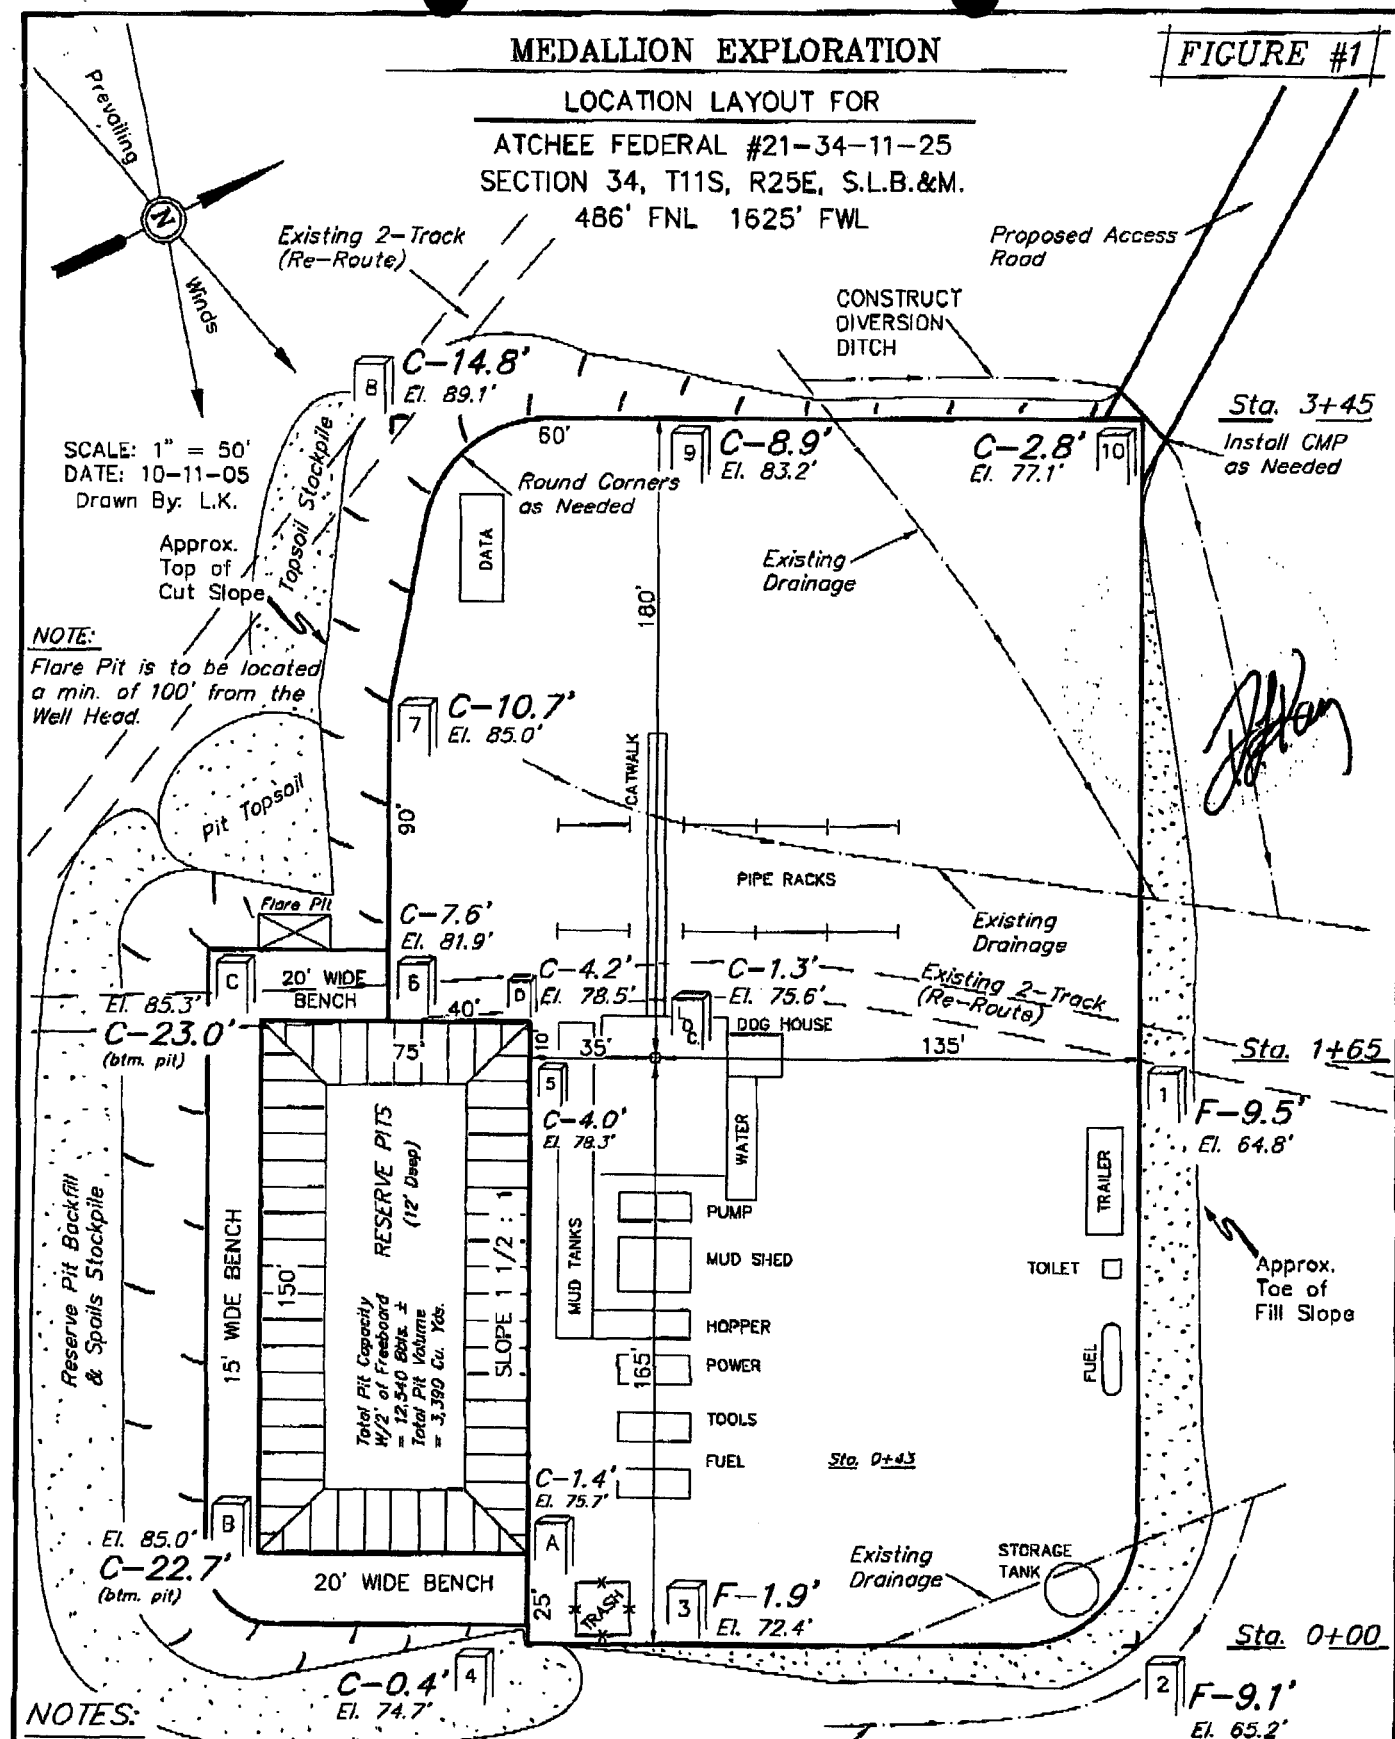 MEDALLION EXPLORATION
FIGURE #1
LOCATION LAYOUT FOR
ATCHEE FEDERAL #21-34-11-25
SECTION 34, T11S, R25E, S.L.B.&M.
486' FNL 1625' FWL
Prevailing
N
Winds
Existing 2-Track
(Re-Route)
Proposed Access
Road
CONSTRUCT
DIVERSION
DITCH
SCALE: 1" = 50'
DATE: 10-11-05
Drawn By: L.K.
8
C-14.8'
El. 89.1'
60'
9
C-8.9'
El. 83.2'
C-2.8'
El. 77.1'
10
Sta. 3+45
Install CMP
as Needed
Round Corners
as Needed
Topsoil Stockpile
DATA
Approx.
Top of
Cut Slope
Existing
Drainage
180'
NOTE:
Flare Pit is to be located
a min. of 100' from the
Well Head.
7
C-10.7'
El. 85.0'
Pit Topsoil
90'
CATWALK
PIPE RACKS
Flare Pit
C-7.6'
El. 81.9'
6
Existing
Drainage
C
20' WIDE
BENCH
El. 85.3'
C-23.0'
(btm. pit)
40'
D
C-4.2'
El. 78.5'
C-1.3'
El. 75.6'
LOC.
DOG HOUSE
Existing 2-Track
(Re-Route)
75'
10'
35'
135'
Sta. 1+65
5
C-4.0'
El. 78.3'
1
F-9.5'
El. 64.8'
WATER
TRAILER
RESERVE PITS
(12' Deep)
Total Pit Capacity
W/2' of Freeboard
= 12,540 Bbls. ±
Total Pit Volume
= 3,390 Cu. Yds.
SLOPE 1 1/2 : 1
150'
15' WIDE BENCH
Reserve Pit Backfill
& Spoils Stockpile
MUD TANKS
PUMP
MUD SHED
HOPPER
POWER
TOOLS
FUEL
165'
TOILET
FUEL
Approx.
Toe of
Fill Slope
Sta. 0+43
C-1.4'
El. 75.7'
A
B
El. 85.0'
C-22.7'
(btm. pit)
20' WIDE BENCH
25'
TRASH
3
F-1.9'
El. 72.4'
Existing
Drainage
STORAGE
TANK
Sta. 0+00
C-0.4'
El. 74.7'
4
2
F-9.1'
El. 65.2'
NOTES: